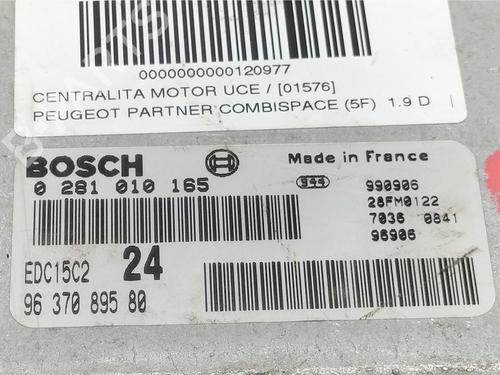 0000000000120977
CENTRALITA MOTOR UCE / [01576]
PEUGEOT PARTNER COMBISPACE (5F) 1.9 D
BOSCH
Made in France
0 281 010 165
944
990906
28FM0122
7036 0841
96906
EDC15C2
24
96 370 895 80